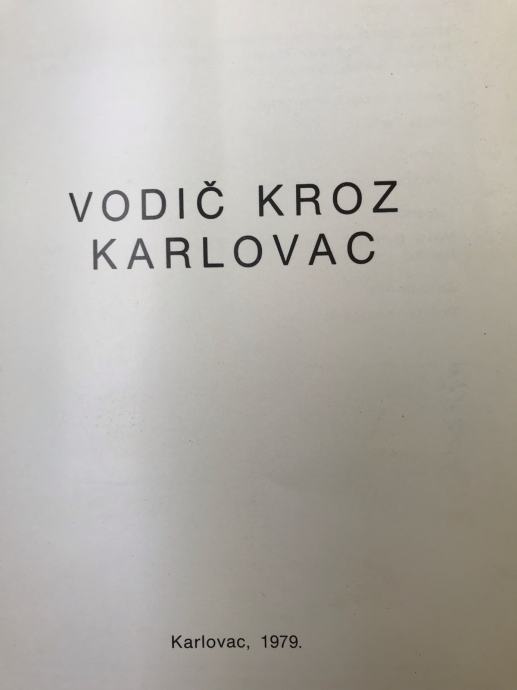 VODIČ KROZ
KARLOVAC
Karlovac, 1979.